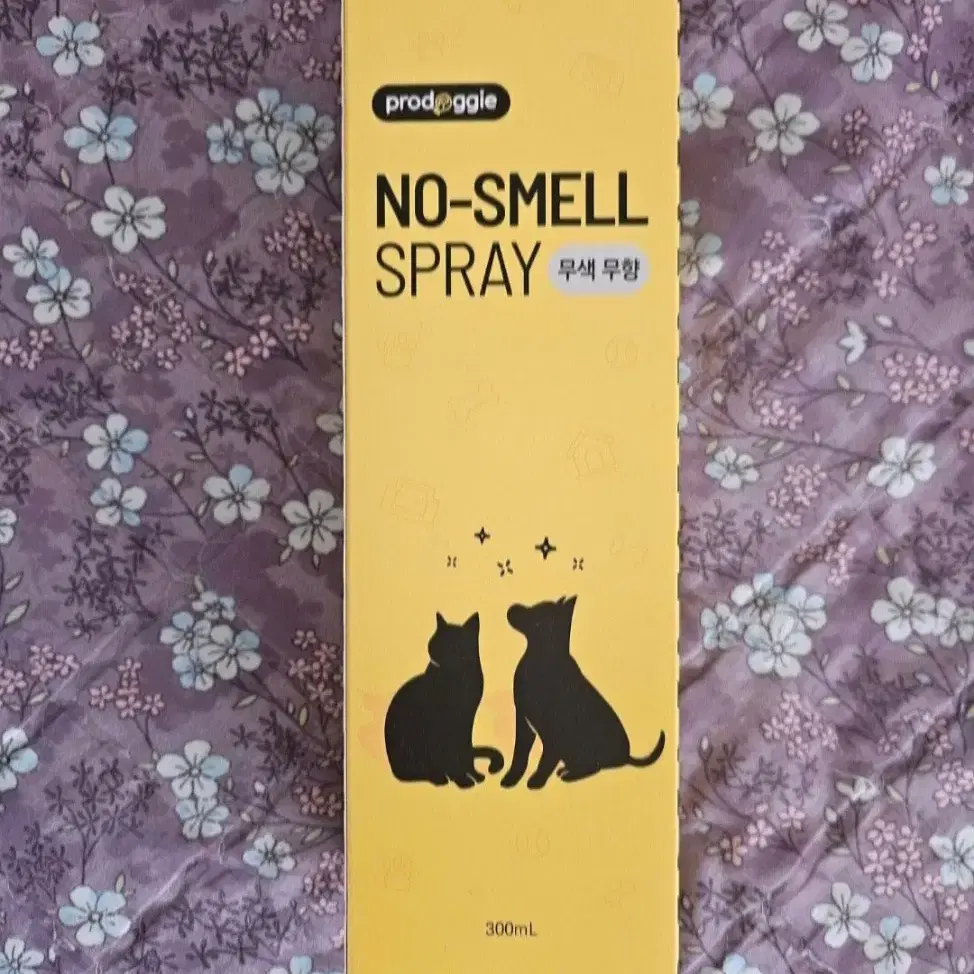 prodoggie
NO-SMELL
SPRAY 무색 무향
300mL